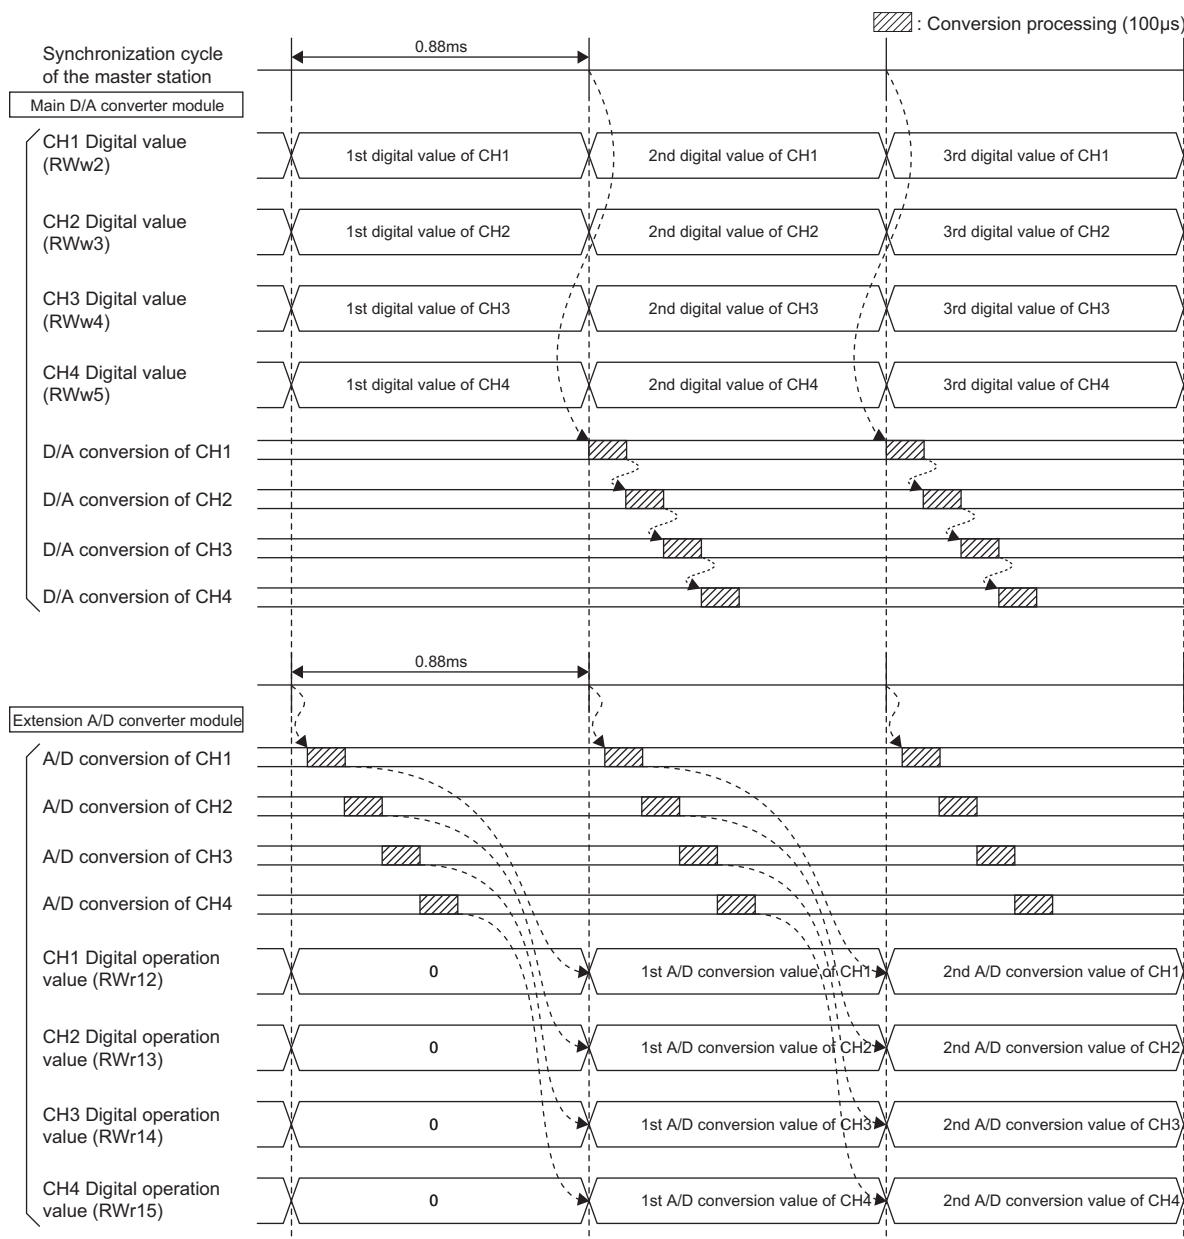 : Conversion processing (100μs)
0.88ms
Synchronization cycle
of the master station
Main D/A converter module
CH1 Digital value
(RWw2)
1st digital value of CH1
2nd digital value of CH1
3rd digital value of CH1
CH2 Digital value
(RWw3)
1st digital value of CH2
2nd digital value of CH2
3rd digital value of CH2
CH3 Digital value
(RWw4)
1st digital value of CH3
2nd digital value of CH3
3rd digital value of CH3
CH4 Digital value
(RWw5)
1st digital value of CH4
2nd digital value of CH4
3rd digital value of CH4
D/A conversion of CH1
D/A conversion of CH2
D/A conversion of CH3
D/A conversion of CH4
0.88ms
Extension A/D converter module
A/D conversion of CH1
A/D conversion of CH2
A/D conversion of CH3
A/D conversion of CH4
CH1 Digital operation
value (RWr12)
0
1st A/D conversion value of CH1
2nd A/D conversion value of CH1
CH2 Digital operation
value (RWr13)
0
1st A/D conversion value of CH2
2nd A/D conversion value of CH2
CH3 Digital operation
value (RWr14)
0
1st A/D conversion value of CH3
2nd A/D conversion value of CH3
CH4 Digital operation
value (RWr15)
0
1st A/D conversion value of CH4
2nd A/D conversion value of CH4